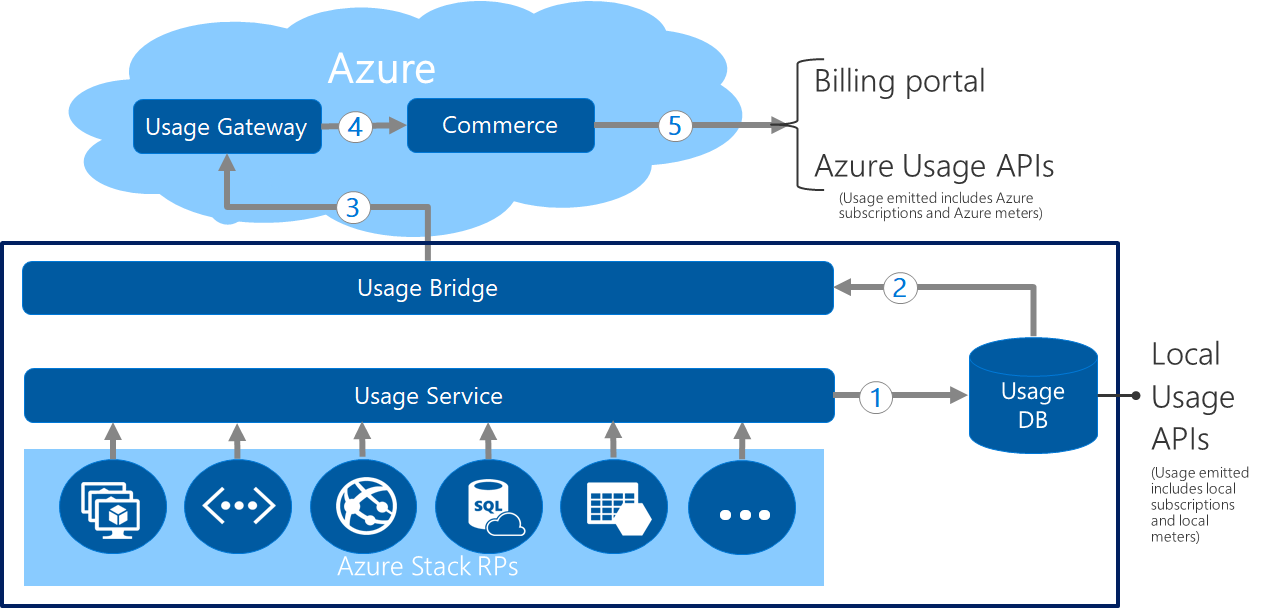 Azure
Usage Gateway
4
Commerce
5
Billing portal
Azure Usage APIs
(Usage emitted includes Azure
subscriptions and Azure meters)
3
Usage Bridge
2
Usage Service
1
Usage
DB
Local
Usage
APIs
(Usage emitted
includes local
subscriptions
and local
meters)
SQL
Azure Stack RPs